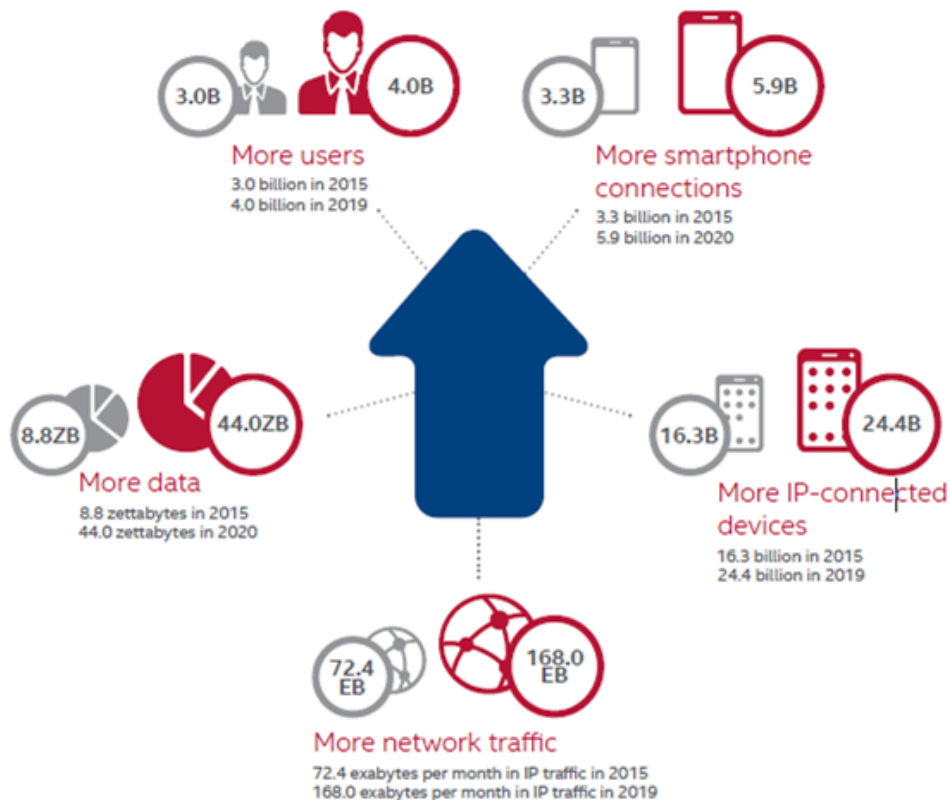 3.0B
4.0B
More users
3.0 billion in 2015
4.0 billion in 2019
3.3B
5.9B
More smartphone
connections
3.3 billion in 2015
5.9 billion in 2020
8.8ZB
44.0ZB
More data
8.8 zettabytes in 2015
44.0 zettabytes in 2020
16.3B
24.4B
More IP-connected
devices
16.3 billion in 2015
24.4 billion in 2019
72.4
EB
168.0
EB
More network traffic
72.4 exabytes per month in IP traffic in 2015
168.0 exabytes per month in IP traffic in 2019